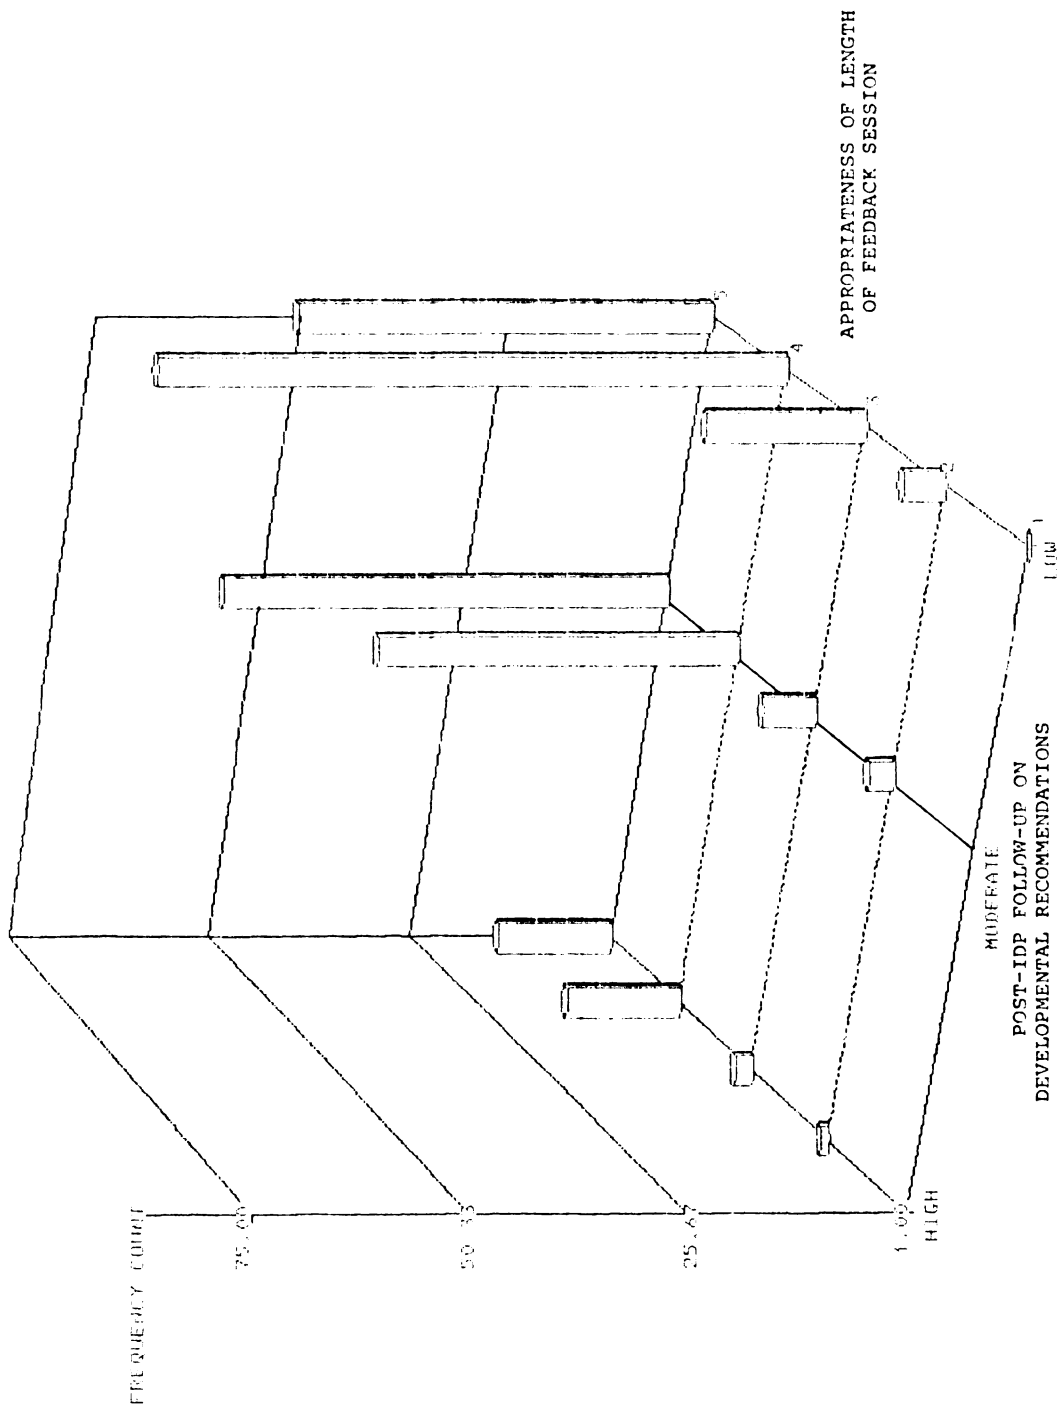 FREQUENCY COUNT
75.00
50.33
25.67
1.00
HIGH
MODERATE
LOW
1
2
3
4
5
POST-IDP FOLLOW-UP ON
DEVELOPMENTAL RECOMMENDATIONS
APPROPRIATENESS OF LENGTH
OF FEEDBACK SESSION